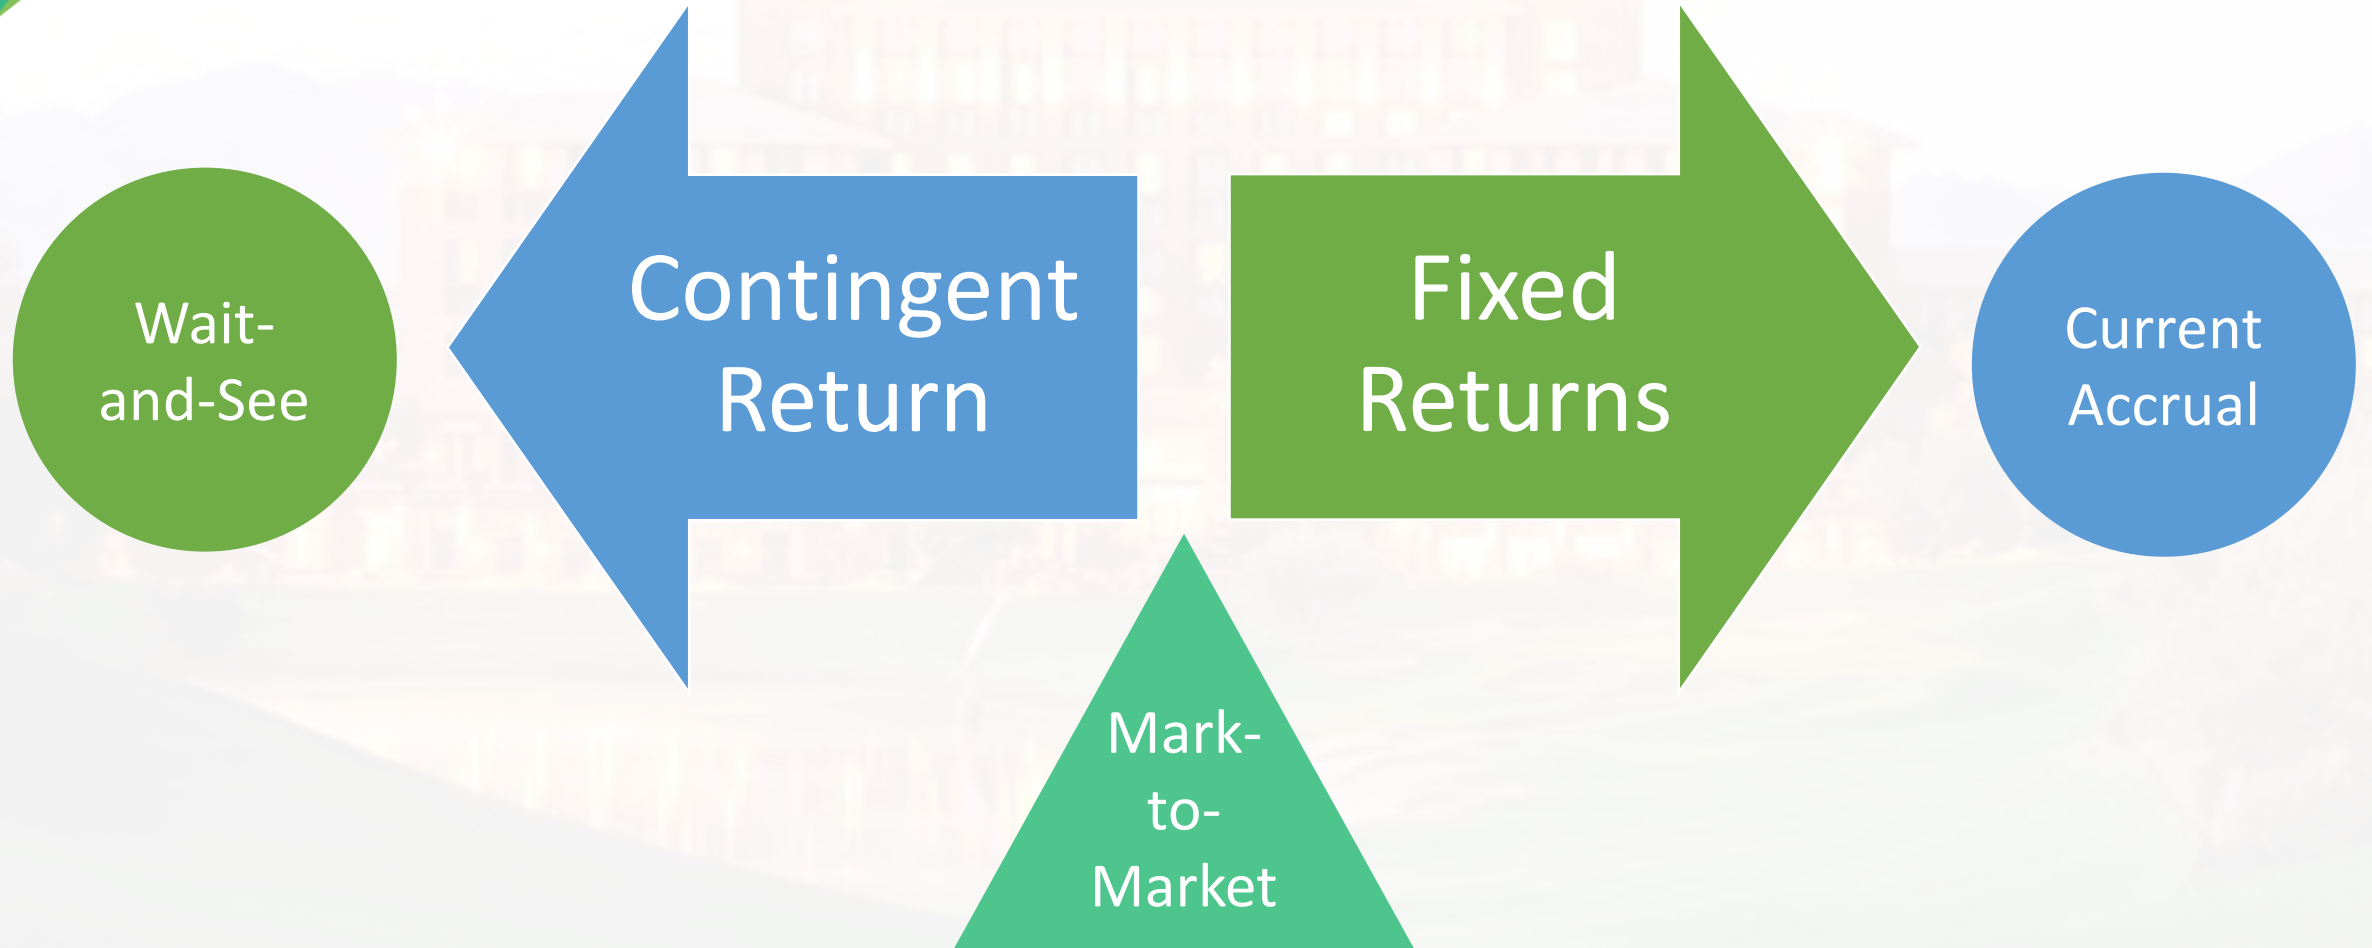 Wait-
and-See
Contingent
Return
Fixed
Returns
Current
Accrual
Mark-
to-
Market